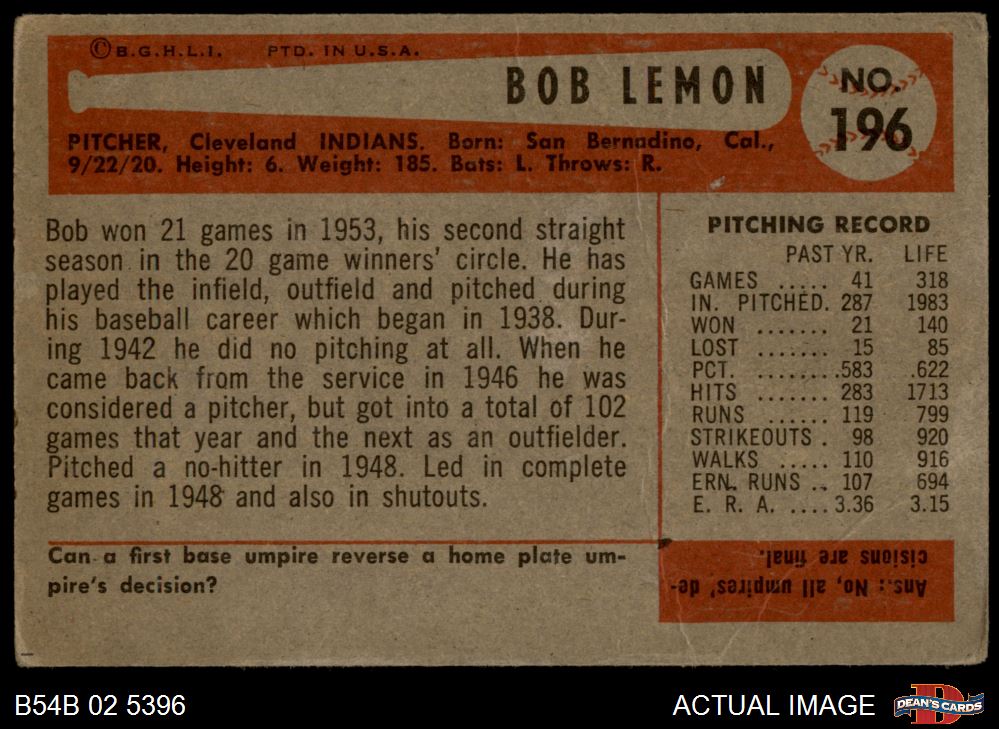 ©B.G.H.L.I. PTD. IN U.S.A.
BOB LEMON
NO.
196
PITCHER, Cleveland INDIANS. Born: San Bernadino, Cal.,
9/22/20. Height: 6. Weight: 185. Bats: L. Throws: R.
Bob won 21 games in 1953, his second straight
season in the 20 game winners' circle. He has
played the infield, outfield and pitched during
his baseball career which began in 1938. Dur-
ing 1942 he did no pitching at all. When he
came back from the service in 1946 he was
considered a pitcher, but got into a total of 102
games that year and the next as an outfielder.
Pitched a no-hitter in 1948. Led in complete
games in 1948 and also in shutouts.
PITCHING RECORD
PAST YR. LIFE
GAMES ..... 41 318
IN. PITCHED. 287 1983
WON ....... 21 140
LOST ....... 15 85
PCT. ........ .583 .622
HITS ....... 283 1713
RUNS ...... 119 799
STRIKEOUTS . 98 920
WALKS ..... 110 916
ERN. RUNS .. 107 694
E. R. A. .... 3.36 3.15
Can a first base umpire reverse a home plate um-
pire's decision?
Ans.: No, all umpires' de-
cisions are final.
B54B 02 5396
ACTUAL IMAGE
D
DEAN'S CARDS